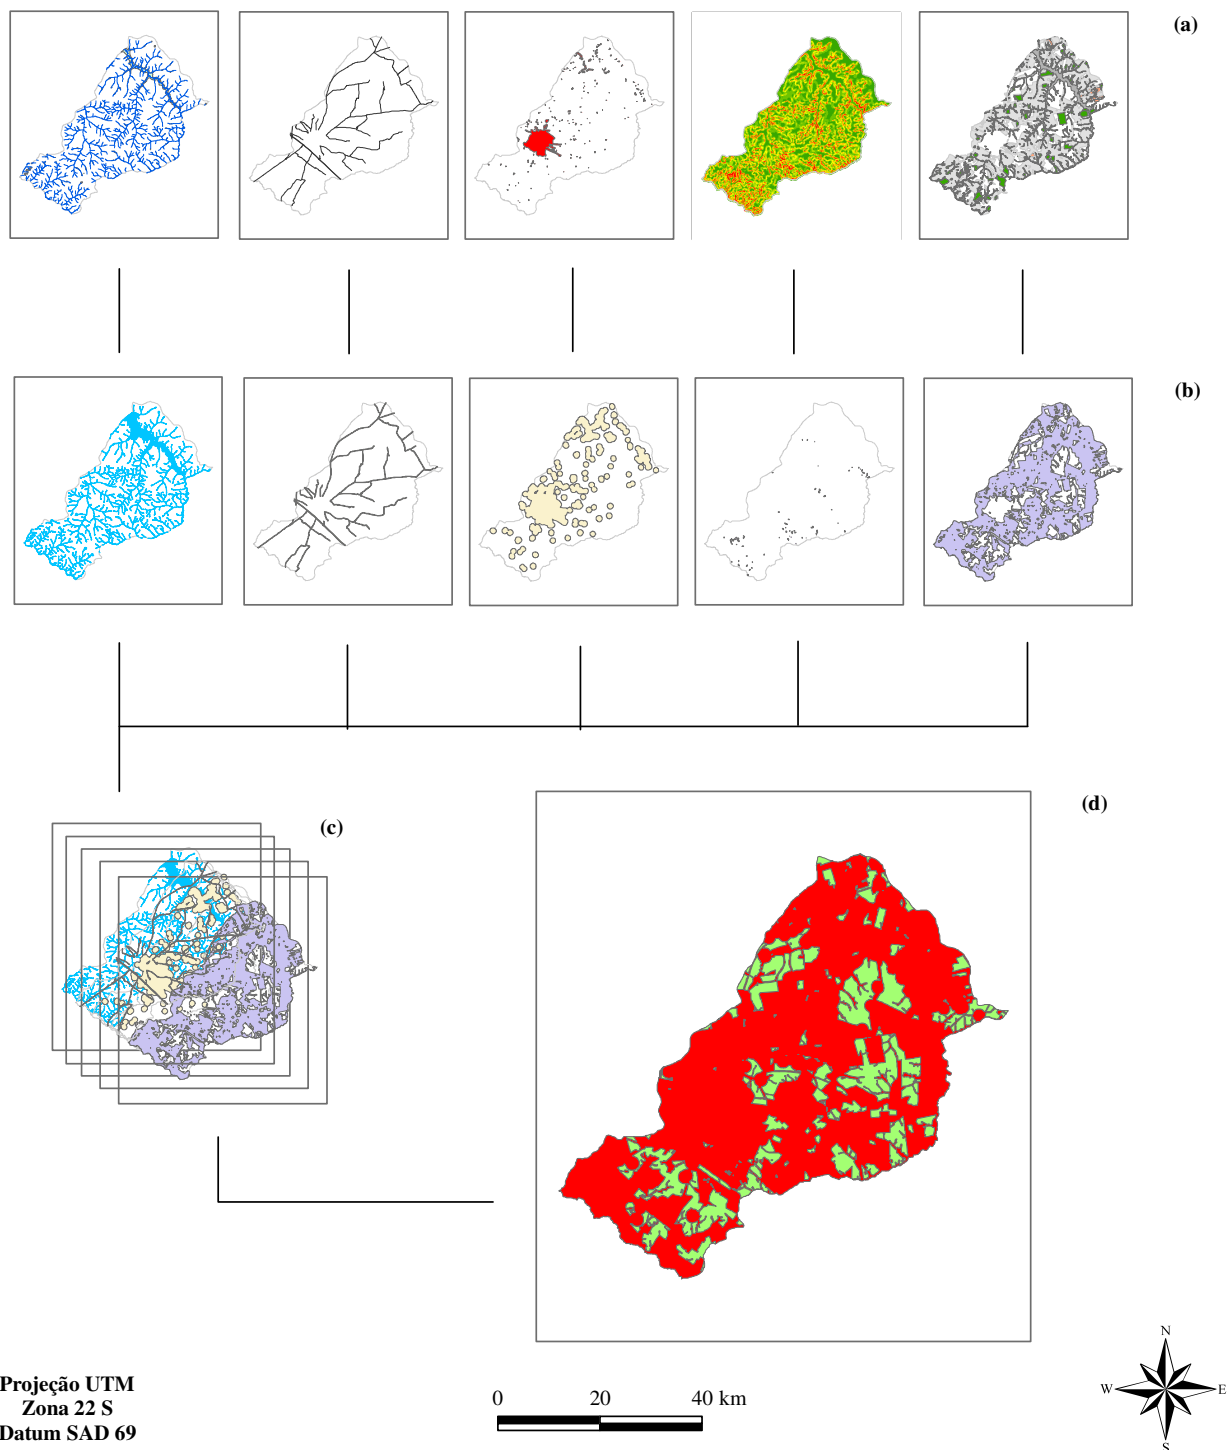 (a)
(b)
(c)
(d)
N
W E
S
Projeção UTM
Zona 22 S
Datum SAD 69
0 20 40 km